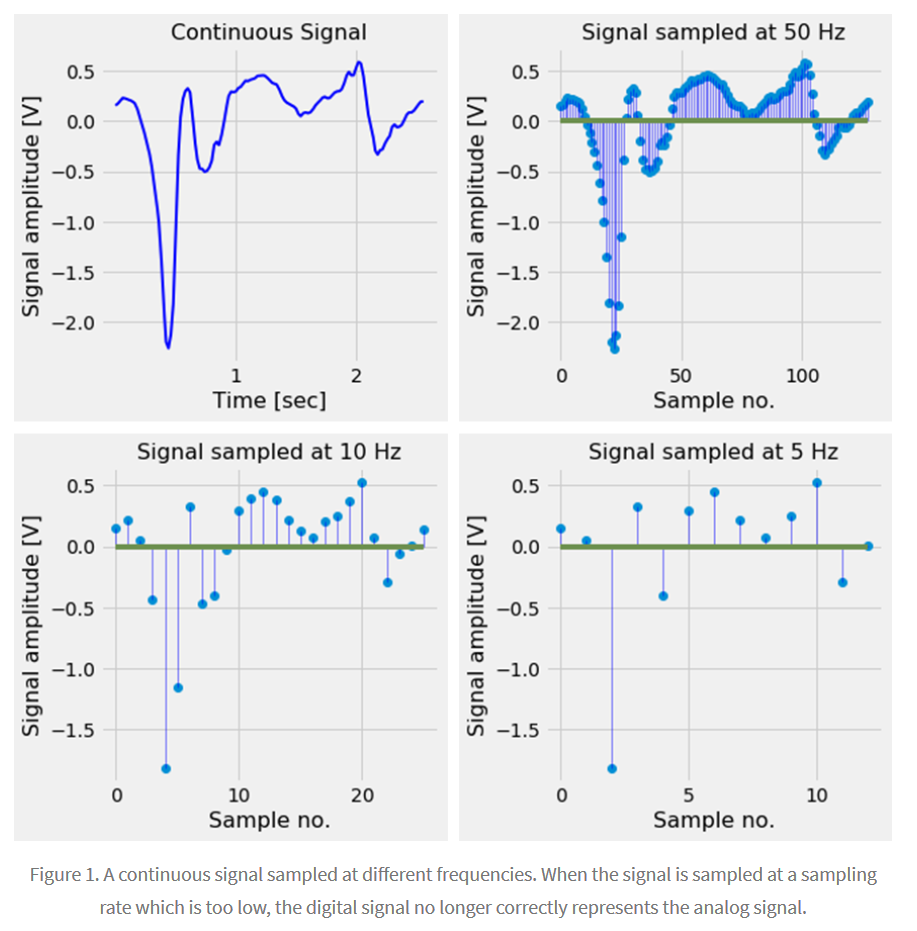 Continuous Signal
Signal amplitude [V]
0.5
0.0
−0.5
−1.0
−1.5
−2.0
1 2
Time [sec]
Signal sampled at 50 Hz
Signal amplitude [V]
0.5
0.0
−0.5
−1.0
−1.5
−2.0
0 50 100
Sample no.
Signal sampled at 10 Hz
Signal amplitude [V]
0.5
0.0
−0.5
−1.0
−1.5
0 10 20
Sample no.
Signal sampled at 5 Hz
Signal amplitude [V]
0.5
0.0
−0.5
−1.0
−1.5
0 5 10
Sample no.
Figure 1. A continuous signal sampled at different frequencies. When the signal is sampled at a sampling
rate which is too low, the digital signal no longer correctly represents the analog signal.